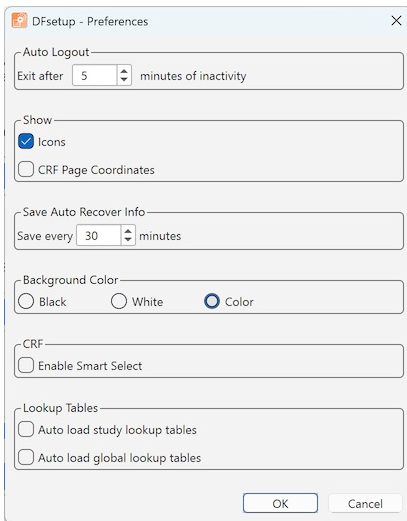 DFsetup - Preferences
Auto Logout
Exit after 5 minutes of inactivity
Show
Icons
CRF Page Coordinates
Save Auto Recover Info
Save every 30 minutes
Background Color
Black White Color
CRF
Enable Smart Select
Lookup Tables
Auto load study lookup tables
Auto load global lookup tables
OK Cancel